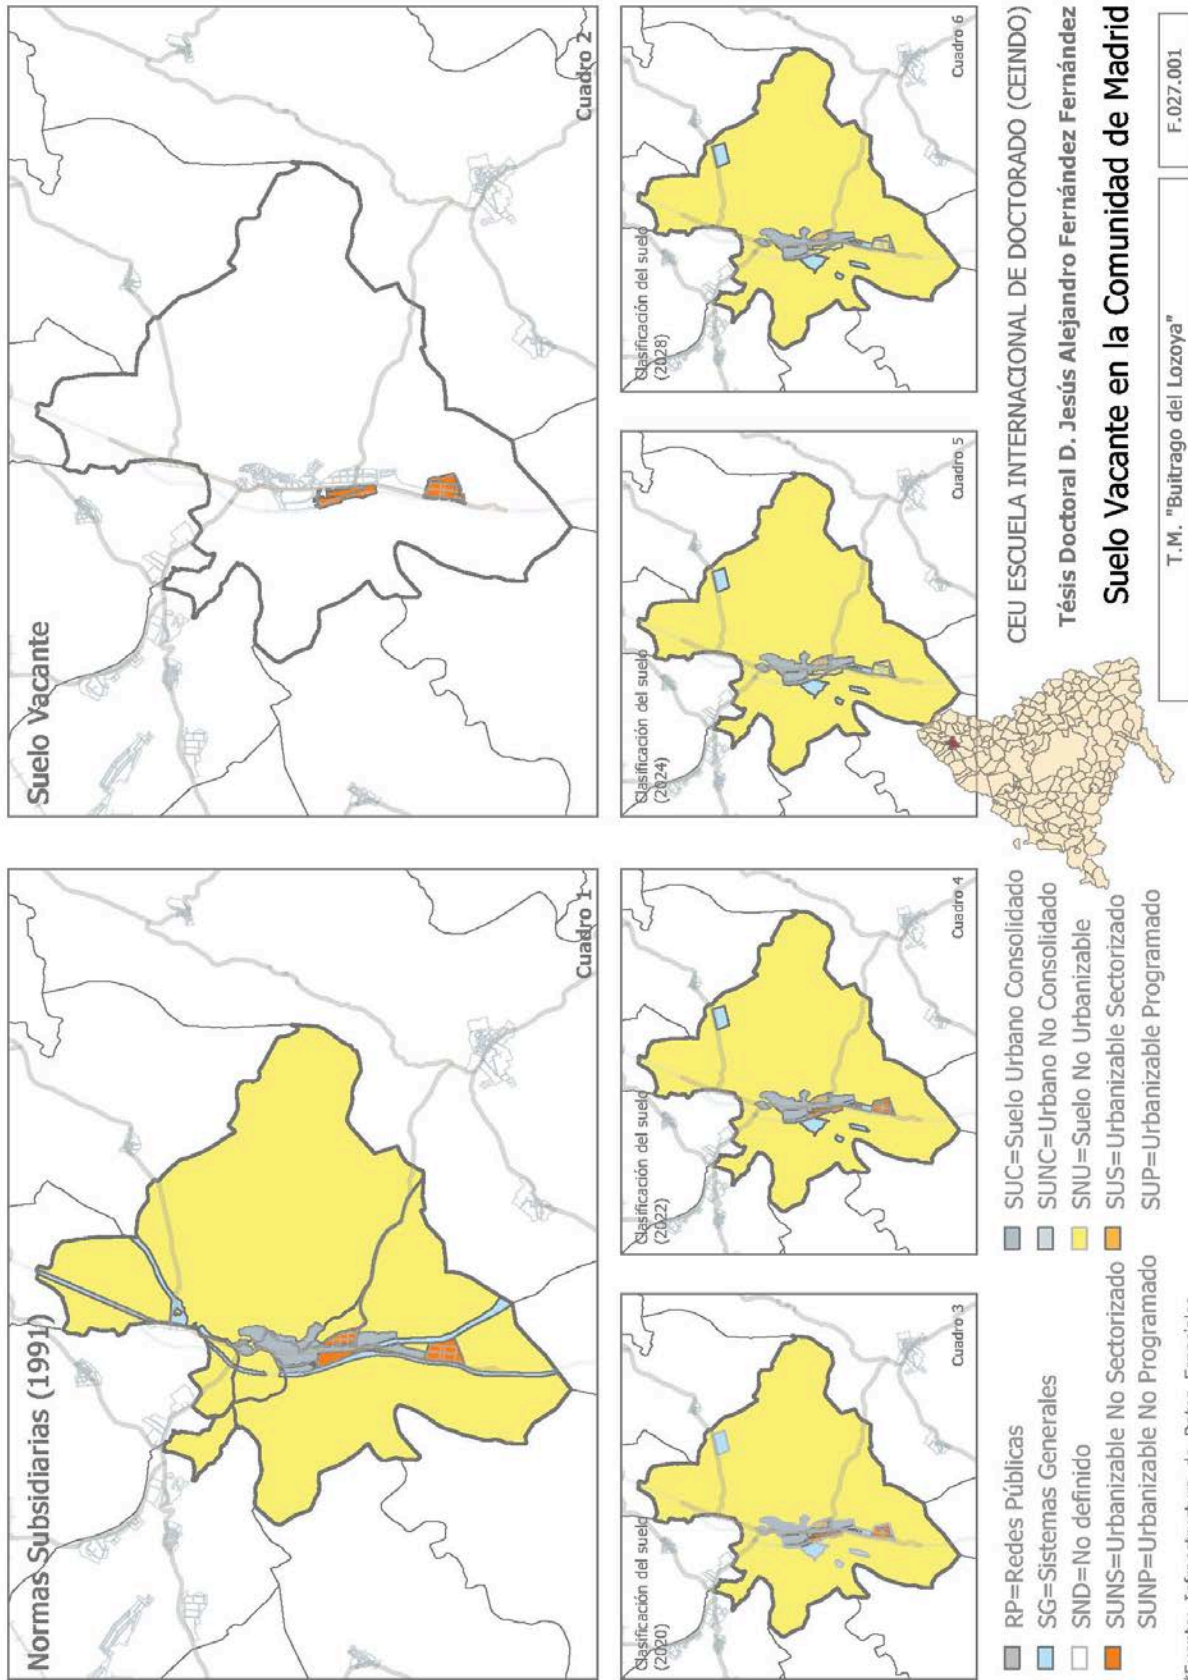 Normas Subsidiarias (1991)
Cuadro 1
Suelo Vacante
Cuadro 2
Clasificación del suelo
(2020)
Cuadro 3
Clasificación del suelo
(2022)
Cuadro 4
Clasificación del suelo
(2024)
Cuadro 5
Clasificación del suelo
(2028)
Cuadro 6
RP=Redes Públicas
SG=Sistemas Generales
SND=No definido
SUNS=Urbanizable No Sectorizado
SUNP=Urbanizable No Programado
SUC=Suelo Urbano Consolidado
SUNC=Urbano No Consolidado
SNU=Suelo No Urbanizable
SUS=Urbanizable Sectorizado
SUP=Urbanizable Programado
CEU ESCUELA INTERNACIONAL DE DOCTORADO (CEINDO)
Tésis Doctoral D. Jesús Alejandro Fernández Fernández
Suelo Vacante en la Comunidad de Madrid
T.M. "Buitrago del Lozoya"
F.027.001